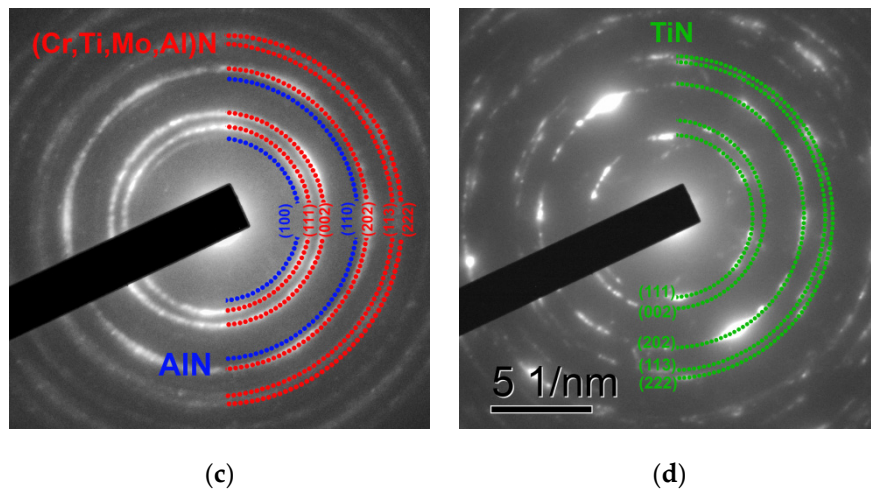 (Cr,Ti,Mo,Al)N
(100)
(111)
(002)
(110)
(202)
(113)
(222)
AlN
TiN
(111)
(002)
(202)
(113)
(222)
5 1/nm
(c)
(d)